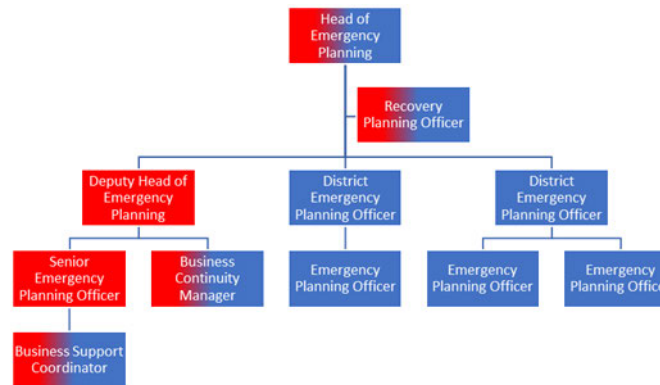 Head of
Emergency
Planning
Recovery
Planning Officer
Deputy Head of
Emergency
Planning
District
Emergency
Planning Officer
District
Emergency
Planning Officer
Senior
Emergency
Planning Officer
Business
Continuity
Manager
Emergency
Planning Officer
Emergency
Planning Officer
Emergency
Planning Office
Business Support
Coordinator